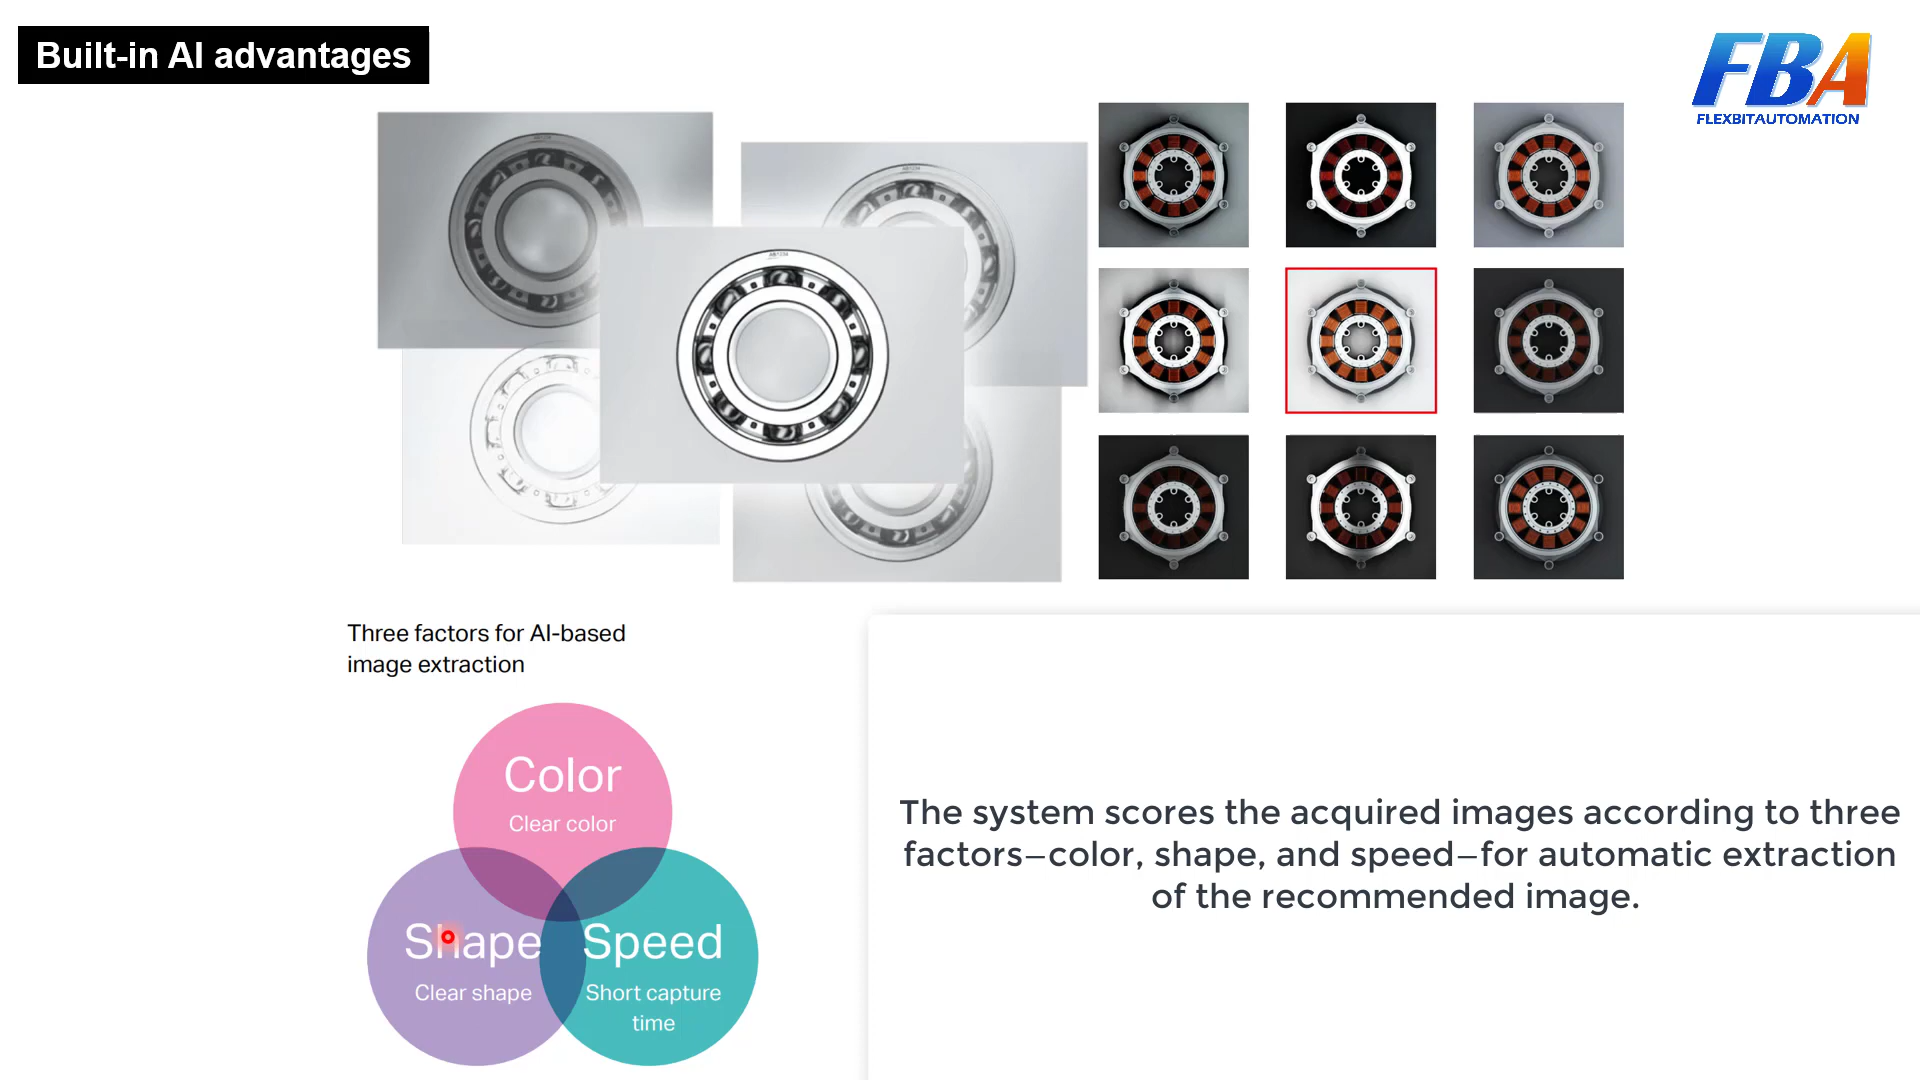 Built-in AI advantages
FBA
FLEXBITAUTOMATION
Three factors for AI-based
image extraction
Color
Clear color
Shape
Clear shape
Speed
Short capture
time
The system scores the acquired images according to three
factors—color, shape, and speed—for automatic extraction
of the recommended image.